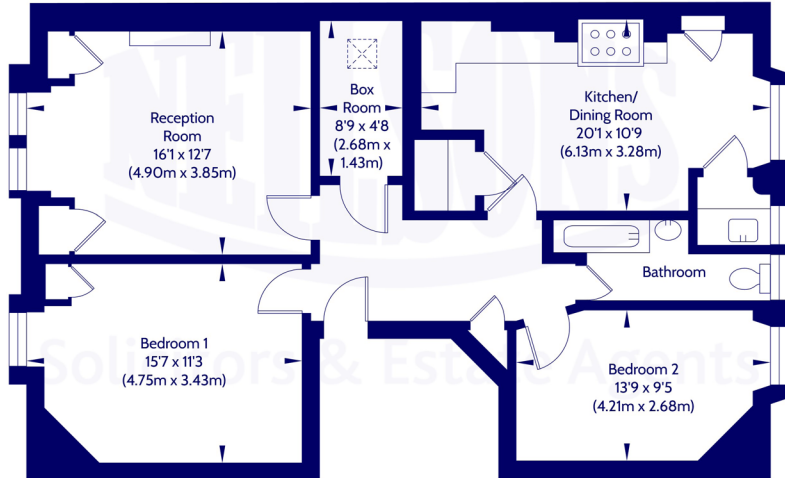 Reception
Room
16'1 x 12'7
(4.90m x 3.85m)
Box
Room
8'9 x 4'8
(2.68m x
1.43m)
Kitchen/
Dining Room
20'1 x 10'9
(6.13m x 3.28m)
Bathroom
Bedroom 1
15'7 x 11'3
(4.75m x 3.43m)
Bedroom 2
13'9 x 9'5
(4.21m x 2.68m)
NEILSONS
Solicitors & Estate Agents